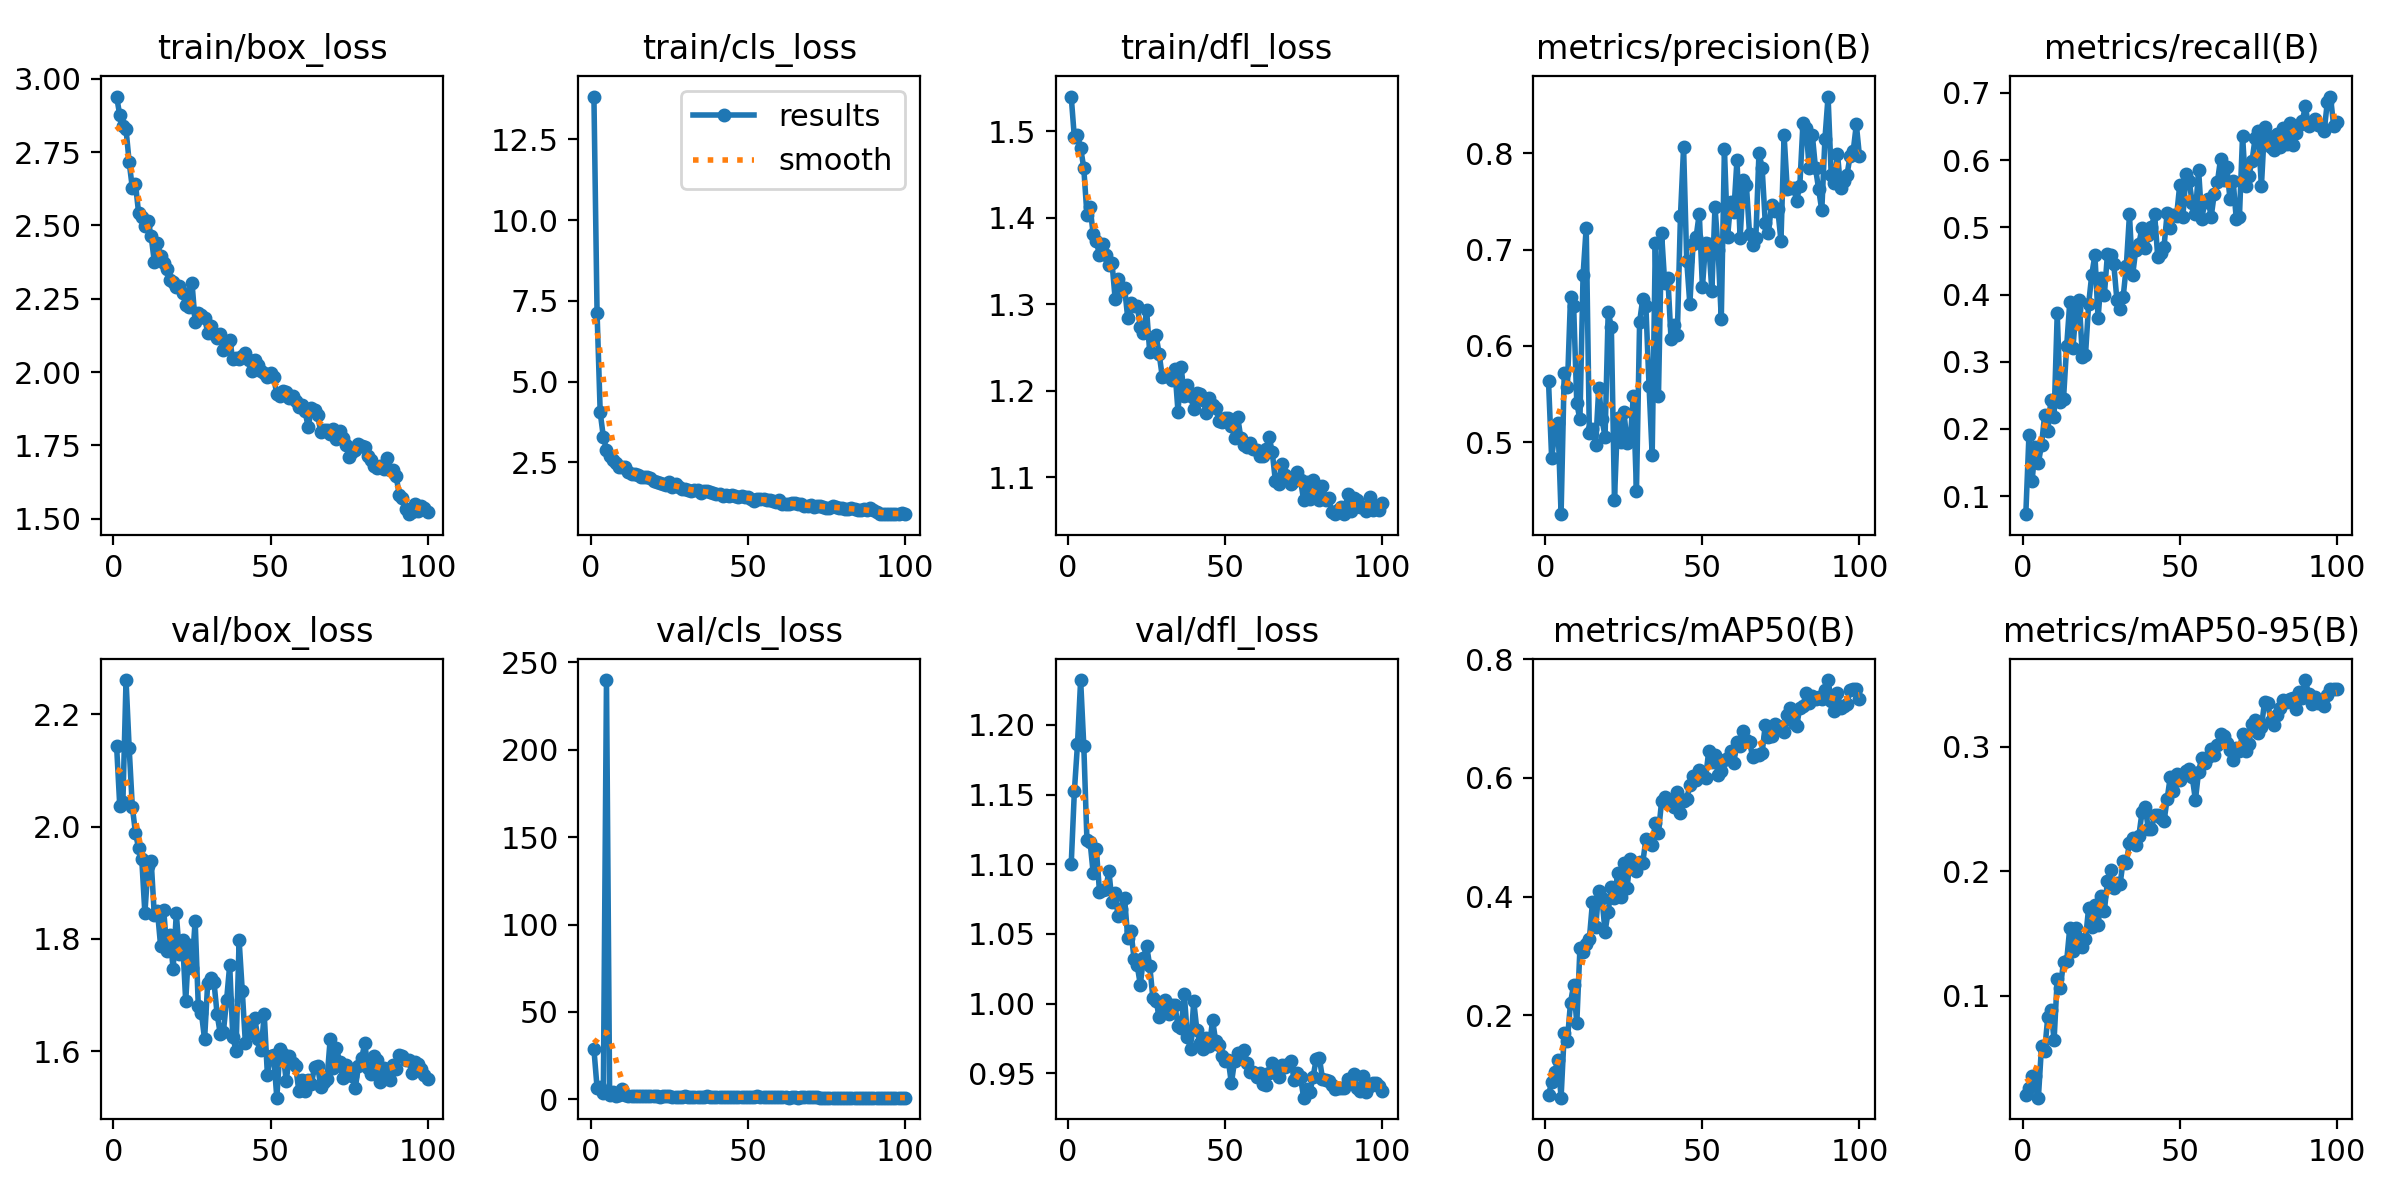 train/box_loss
3.00
2.75
2.50
2.25
2.00
1.75
1.50
0 50 100
train/cls_loss
results
smooth
12.5
10.0
7.5
5.0
2.5
0 50 100
train/dfl_loss
1.5
1.4
1.3
1.2
1.1
0 50 100
metrics/precision(B)
0.8
0.7
0.6
0.5
0 50 100
metrics/recall(B)
0.7
0.6
0.5
0.4
0.3
0.2
0.1
0 50 100
val/box_loss
2.2
2.0
1.8
1.6
0 50 100
val/cls_loss
250
200
150
100
50
0
0 50 100
val/dfl_loss
1.20
1.15
1.10
1.05
1.00
0.95
0 50 100
metrics/mAP50(B)
0.8
0.6
0.4
0.2
0 50 100
metrics/mAP50-95(B)
0.3
0.2
0.1
0 50 100